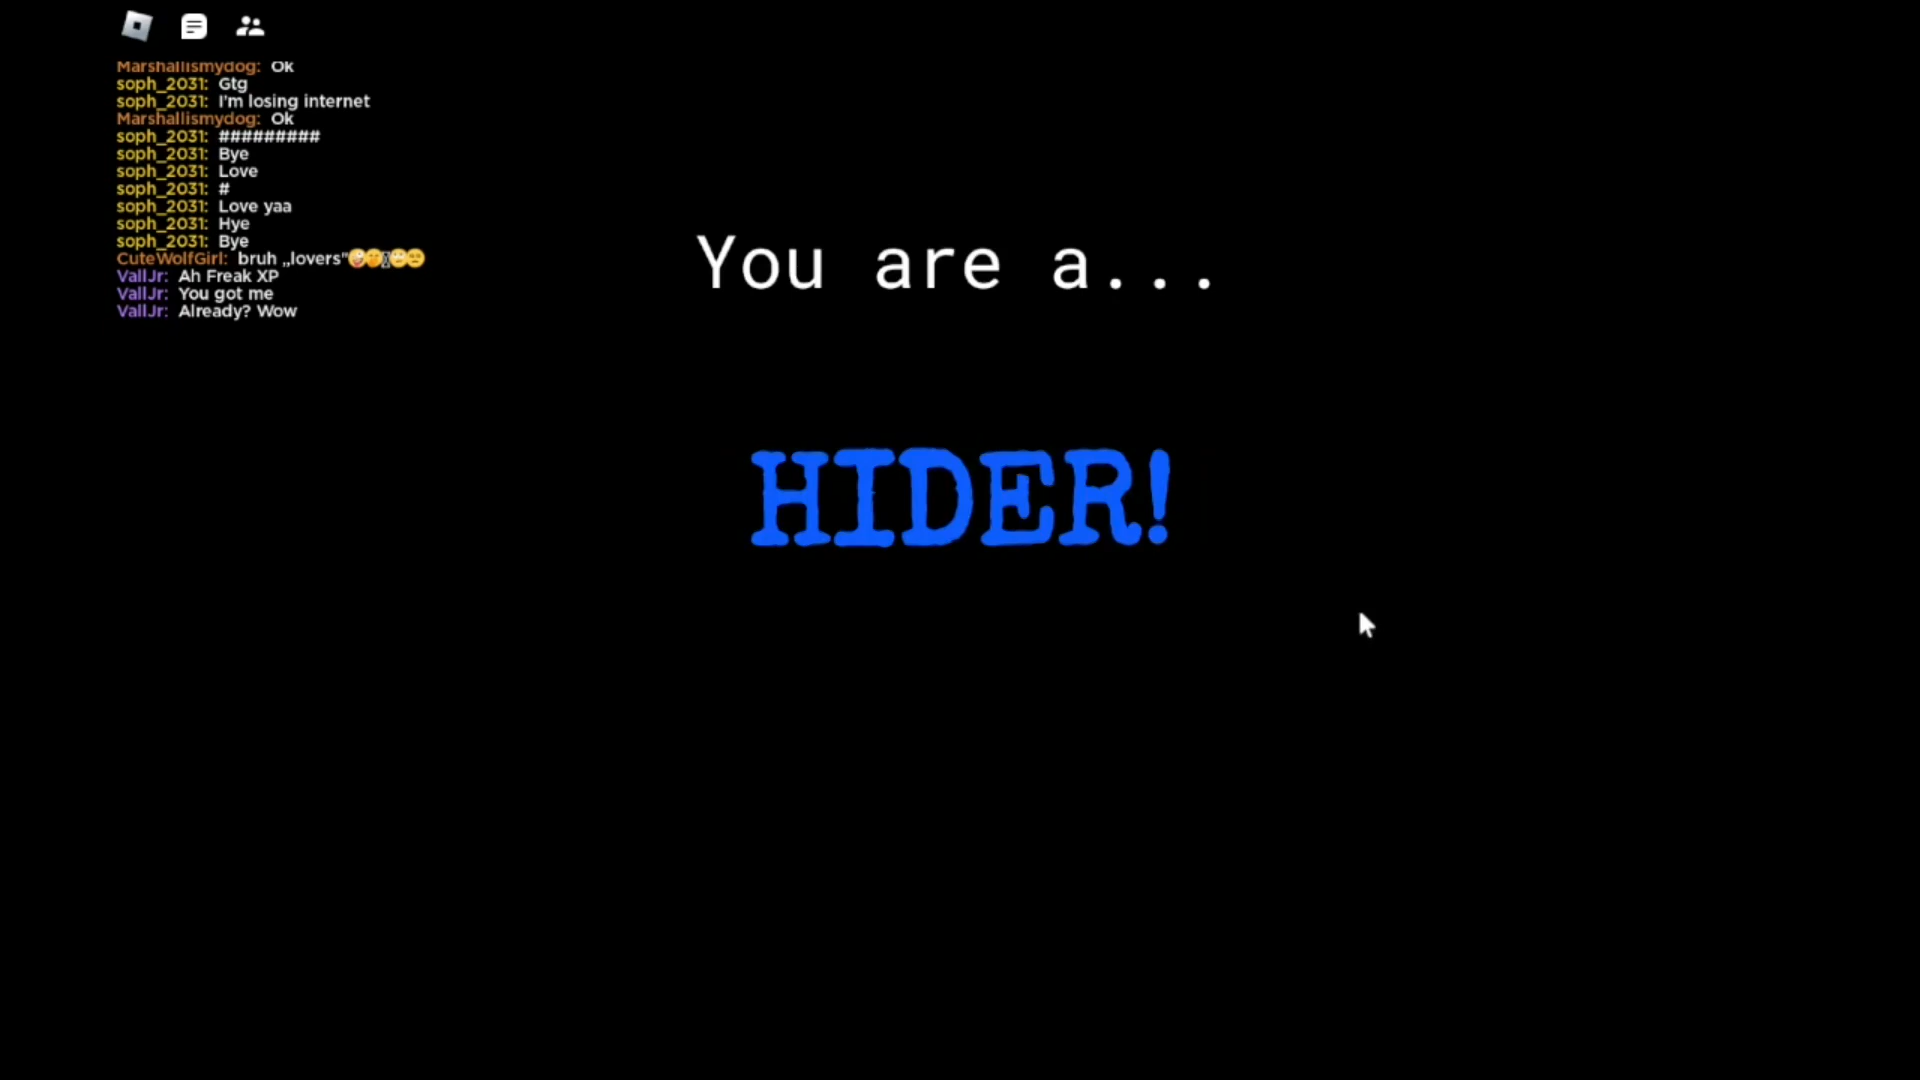 Marshallismydog: Ok
soph_2031: Gtg
soph_2031: I'm losing internet
Marshallismydog: Ok
soph_2031: #########
soph_2031: Bye
soph_2031: Love
soph_2031: #
soph_2031: Love yaa
soph_2031: Hye
soph_2031: Bye
CuteWolfGirl: bruh „lovers"
VallJr: Ah Freak XP
VallJr: You got me
VallJr: Already? Wow
You are a...
HIDER!